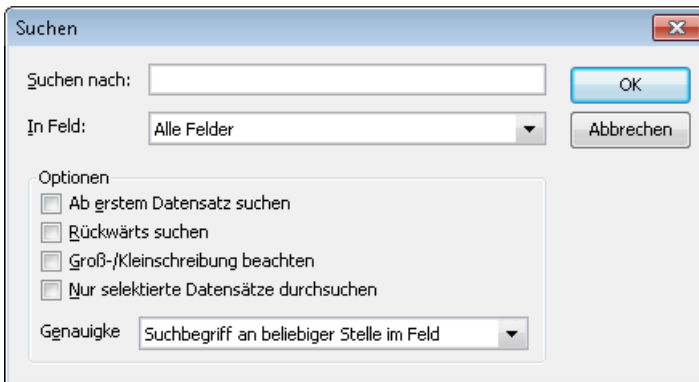 Suchen
Suchen nach:
OK
In Feld: Alle Felder
Abbrechen
Optionen
Ab erstem Datensatz suchen
Rückwärts suchen
Groß-/Kleinschreibung beachten
Nur selektierte Datensätze durchsuchen
Genauigke Suchbegriff an beliebiger Stelle im Feld